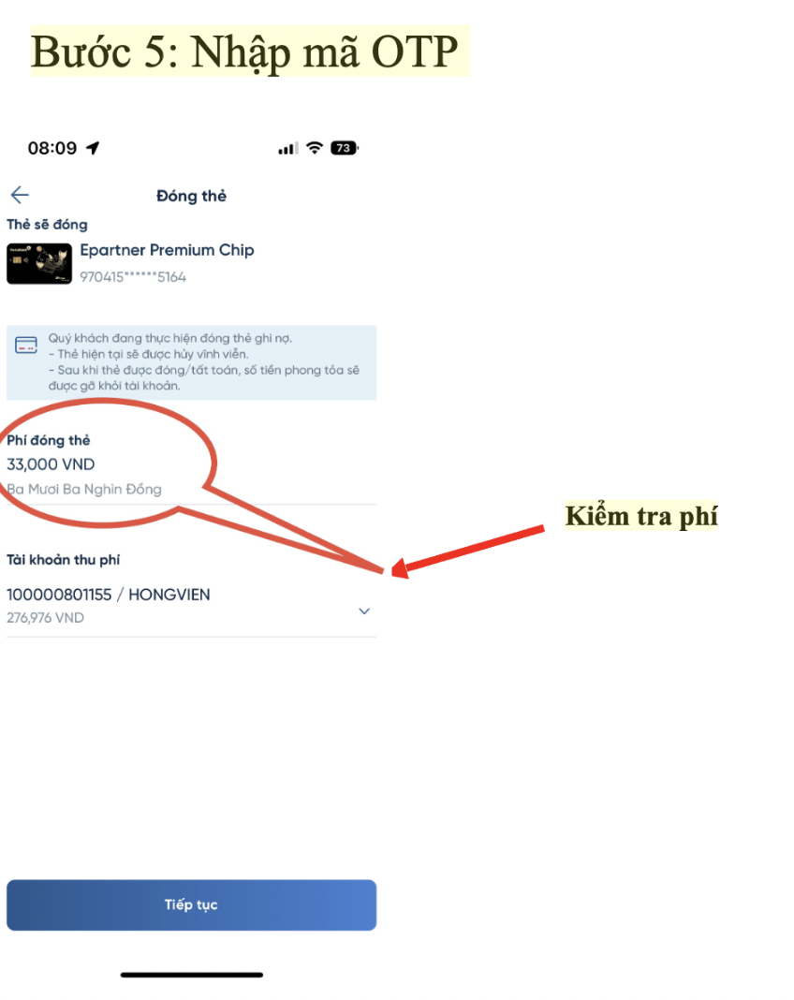 Bước 5: Nhập mã OTP
08:09
73
Đóng thẻ
Thẻ sẽ đóng
Epartner Premium Chip
970415******5164
Quý khách đang thực hiện đóng thẻ ghi nợ.
- Thẻ hiện tại sẽ được hủy vĩnh viễn.
- Sau khi thẻ được đóng/tất toán, số tiền phong tỏa sẽ
được gỡ khỏi tài khoản.
Phí đóng thẻ
33,000 VND
Ba Mươi Ba Nghìn Đồng
Kiểm tra phí
Tài khoản thu phí
100000801155 / HONGVIEN
276,976 VND
Tiếp tục